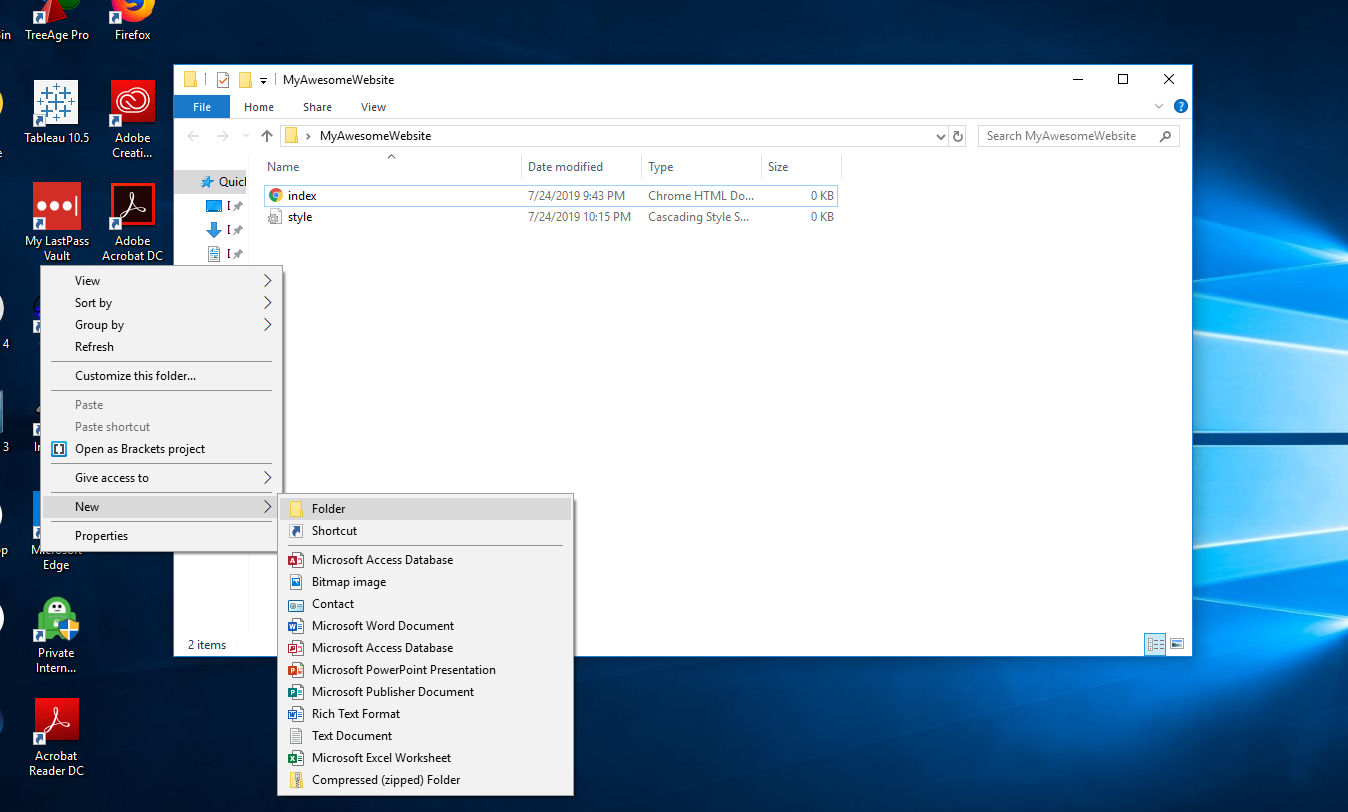 in
TreeAge Pro
Firefox
Tableau 10.5
Adobe
Creati...
My LastPass
Vault
Adobe
Acrobat DC
4
3
Edge
Private
Intern...
Acrobat
Reader DC
MyAwesomeWebsite
File Home Share View
MyAwesomeWebsite
Search MyAwesomeWebsite
Name Date modified Type Size
Quick
index 7/24/2019 9:43 PM Chrome HTML Do... 0 KB
style 7/24/2019 10:15 PM Cascading Style S... 0 KB
2 items
View
Sort by
Group by
Refresh
Customize this folder...
Paste
Paste shortcut
Open as Brackets project
Give access to
New
Properties
Folder
Shortcut
Microsoft Access Database
Bitmap image
Contact
Microsoft Word Document
Microsoft Access Database
Microsoft PowerPoint Presentation
Microsoft Publisher Document
Rich Text Format
Text Document
Microsoft Excel Worksheet
Compressed (zipped) Folder